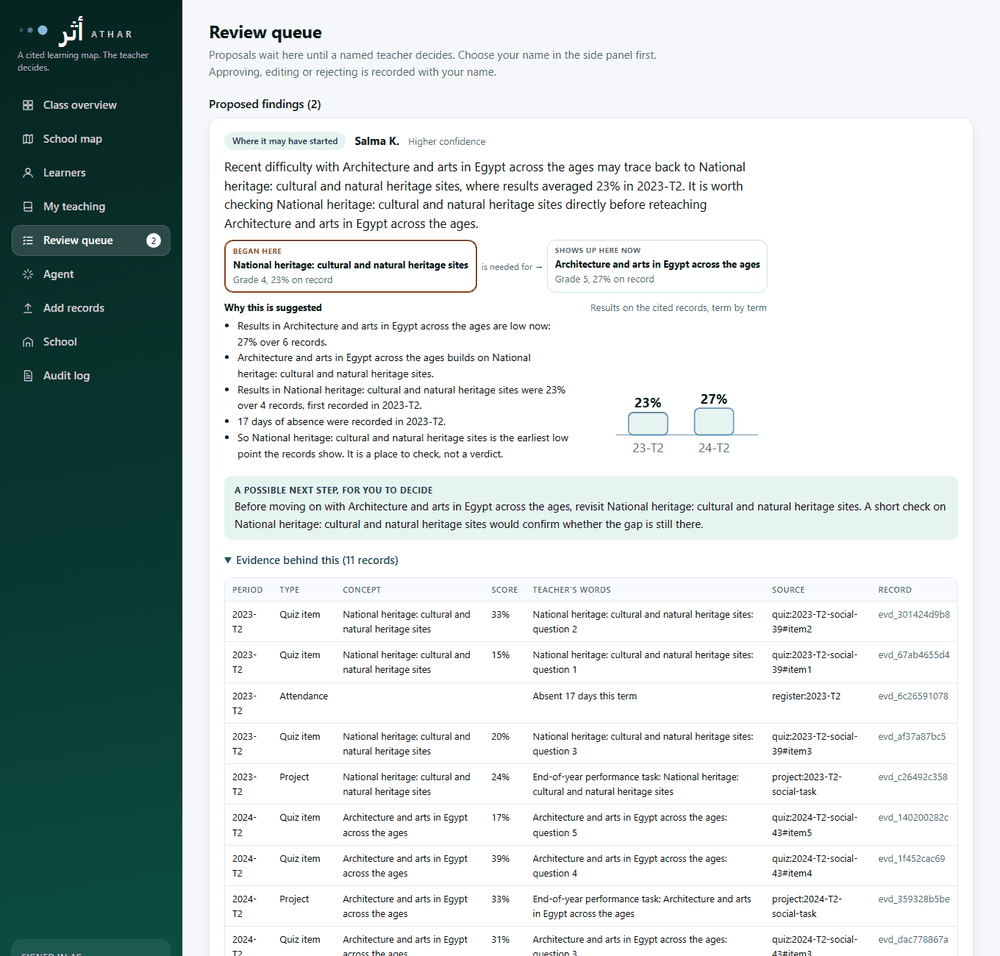 أثر ATHAR
A cited learning map. The teacher
decides.
Class overview
School map
Learners
My teaching
Review queue 2
Agent
Add records
School
Audit log
Review queue
Proposals wait here until a named teacher decides. Choose your name in the side panel first.
Approving, editing or rejecting is recorded with your name.
Proposed findings (2)
Where it may have started Salma K. Higher confidence
Recent difficulty with Architecture and arts in Egypt across the ages may trace back to National
heritage: cultural and natural heritage sites, where results averaged 23% in 2023-T2. It is worth
checking National heritage: cultural and natural heritage sites directly before reteaching
Architecture and arts in Egypt across the ages.
BEGAN HERE
National heritage: cultural and natural heritage sites
Grade 4, 23% on record
is needed for →
SHOWS UP HERE NOW
Architecture and arts in Egypt across the ages
Grade 5, 27% on record
Why this is suggested
• Results in Architecture and arts in Egypt across the ages are low now:
27% over 6 records.
• Architecture and arts in Egypt across the ages builds on National
heritage: cultural and natural heritage sites.
• Results in National heritage: cultural and natural heritage sites were 23%
over 4 records, first recorded in 2023-T2.
• 17 days of absence were recorded in 2023-T2.
• So National heritage: cultural and natural heritage sites is the earliest low
point the records show. It is a place to check, not a verdict.
Results on the cited records, term by term
23% 27%
23-T2 24-T2
A POSSIBLE NEXT STEP, FOR YOU TO DECIDE
Before moving on with Architecture and arts in Egypt across the ages, revisit National heritage: cultural and natural heritage sites. A short check on
National heritage: cultural and natural heritage sites would confirm whether the gap is still there.
▼ Evidence behind this (11 records)
PERIOD TYPE CONCEPT SCORE TEACHER'S WORDS SOURCE RECORD
2023- Quiz item National heritage: cultural and 33% National heritage: cultural and natural heritage sites: quiz:2023-T2-social- evd_301424d9b8
T2 natural heritage sites question 2 39#item2
2023- Quiz item National heritage: cultural and 15% National heritage: cultural and natural heritage sites: quiz:2023-T2-social- evd_67ab4655d4
T2 natural heritage sites question 1 39#item1
2023- Attendance Absent 17 days this term register:2023-T2 evd_6c26591078
T2
2023- Quiz item National heritage: cultural and 20% National heritage: cultural and natural heritage sites: quiz:2023-T2-social- evd_af37a87bc5
T2 natural heritage sites question 3 39#item3
2023- Project National heritage: cultural and 24% End-of-year performance task: National heritage: project:2023-T2- evd_c26492c358
T2 natural heritage sites cultural and natural heritage sites social-task
2024- Quiz item Architecture and arts in Egypt 17% Architecture and arts in Egypt across the ages: quiz:2024-T2-social- evd_140200282c
T2 across the ages question 5 43#item5
2024- Quiz item Architecture and arts in Egypt 39% Architecture and arts in Egypt across the ages: quiz:2024-T2-social- evd_1f452cac69
T2 across the ages question 4 43#item4
2024- Project Architecture and arts in Egypt 33% End-of-year performance task: Architecture and arts project:2024-T2- evd_359328b5be
T2 across the ages in Egypt across the ages social-task
2024- Quiz item Architecture and arts in Egypt 31% Architecture and arts in Egypt across the ages: quiz:2024-T2-social- evd_dac778867a
T2 across the ages question 3 43#item3
SIGNED IN AS